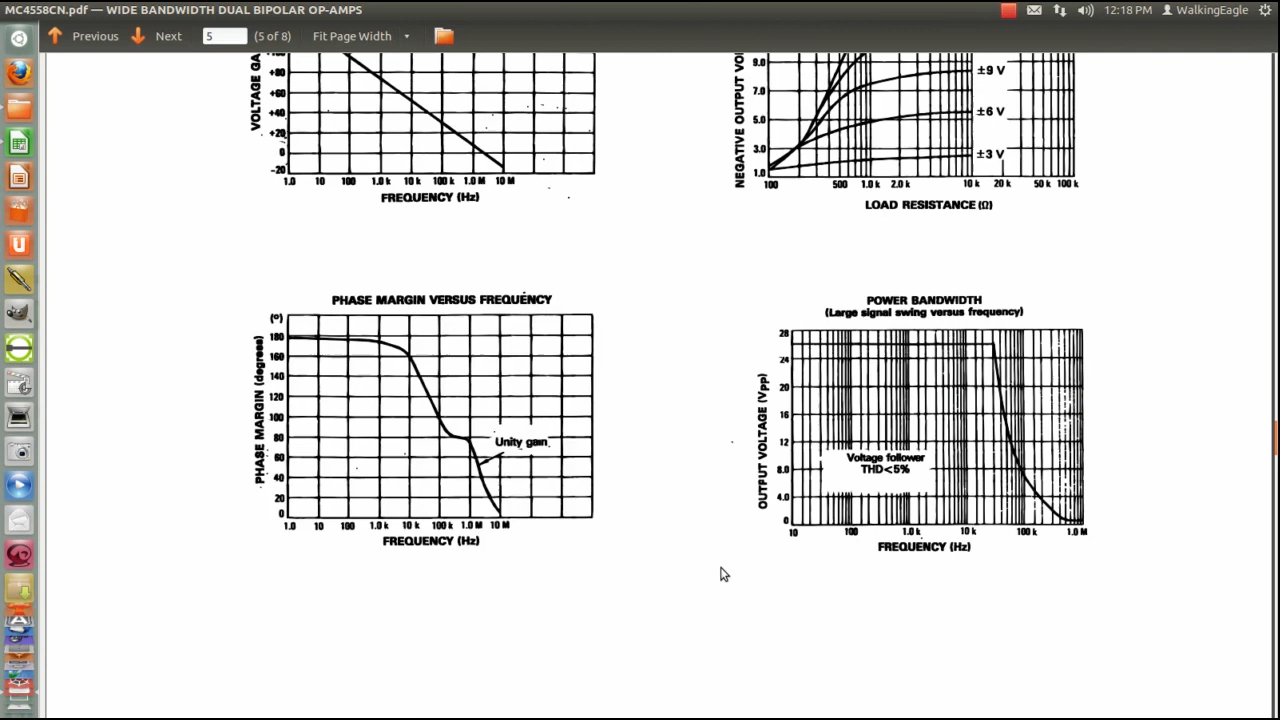 MC4558CN.pdf — WIDE BANDWIDTH DUAL BIPOLAR OP-AMPS
12:18 PM
WalkingEagle
Previous
Next
5
(5 of 8)
Fit Page Width
+80
+60
+40
+20
0
-20
1.0 10 100 1.0 k 10 k 100 k 1.0 M 10 M
FREQUENCY (Hz)
9.0
7.0
5.0
3.0
1.0
NEGATIVE OUTPUT
±9 V
±6 V
±3 V
100 500 1.0 k 2.0 k 10 k 20 k 50 k 100 k
LOAD RESISTANCE (Ω)
PHASE MARGIN VERSUS FREQUENCY
(º)
PHASE MARGIN (degrees)
180
160
140
120
100
80
60
40
20
0
Unity gain
1.0 10 100 1.0 k 10 k 100 k 1.0 M 10 M
FREQUENCY (Hz)
POWER BANDWIDTH
(Large signal swing versus frequency)
OUTPUT VOLTAGE (Vpp)
28
24
20
16
12
8.0
4.0
0
Voltage follower
THD<5%
10 100 1.0 k 10 k 100 k 1.0 M
FREQUENCY (Hz)